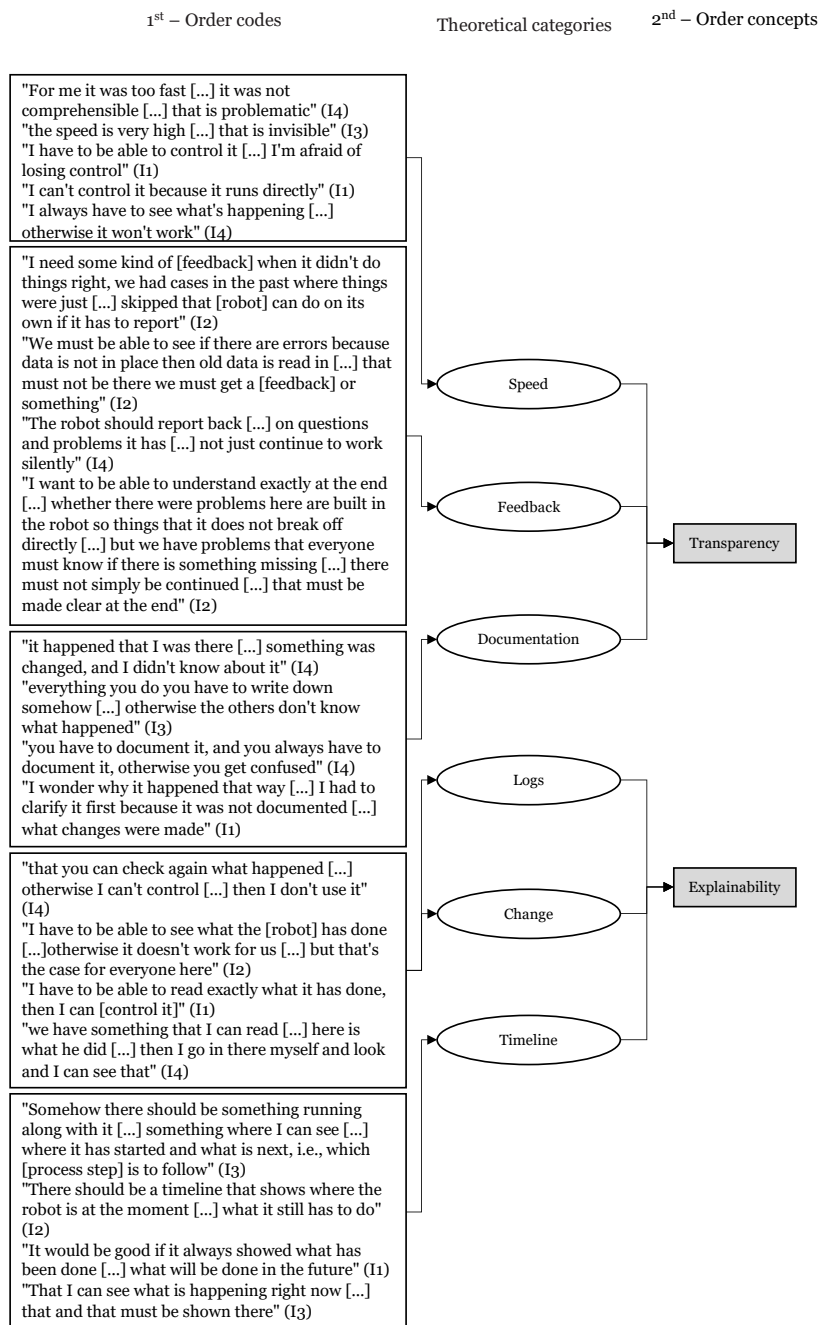 1st – Order codes
Theoretical categories
2nd – Order concepts
"For me it was too fast [...] it was not
comprehensible [...] that is problematic" (I4)
"the speed is very high [...] that is invisible" (I3)
"I have to be able to control it [...] I'm afraid of
losing control" (I1)
"I can't control it because it runs directly" (I1)
"I always have to see what's happening [...]
otherwise it won't work" (I4)
"I need some kind of [feedback] when it didn't do
things right, we had cases in the past where things
were just [...] skipped that [robot] can do on its
own if it has to report" (I2)
"We must be able to see if there are errors because
data is not in place then old data is read in [...] that
must not be there we must get a [feedback] or
something" (I2)
"The robot should report back [...] on questions
and problems it has [...] not just continue to work
silently" (I4)
"I want to be able to understand exactly at the end
[...] whether there were problems here are built in
the robot so things that it does not break off
directly [...] but we have problems that everyone
must know if there is something missing [...] there
must not simply be continued [...] that must be
made clear at the end" (I2)
"it happened that I was there [...] something was
changed, and I didn't know about it" (I4)
"everything you do you have to write down
somehow [...] otherwise the others don't know
what happened" (I3)
"you have to document it, and you always have to
document it, otherwise you get confused" (I4)
"I wonder why it happened that way [...] I had to
clarify it first because it was not documented [...]
what changes were made" (I1)
"that you can check again what happened [...]
otherwise I can't control [...] then I don't use it"
(I4)
"I have to be able to see what the [robot] has done
[...]otherwise it doesn't work for us [...] but that's
the case for everyone here" (I2)
"I have to be able to read exactly what it has done,
then I can [control it]" (I1)
"we have something that I can read [...] here is
what he did [...] then I go in there myself and look
and I can see that" (I4)
"Somehow there should be something running
along with it [...] something where I can see [...]
where it has started and what is next, i.e., which
[process step] is to follow" (I3)
"There should be a timeline that shows where the
robot is at the moment [...] what it still has to do"
(I2)
"It would be good if it always showed what has
been done [...] what will be done in the future" (I1)
"That I can see what is happening right now [...]
that and that must be shown there" (I3)
Speed
Feedback
Documentation
Logs
Change
Timeline
Transparency
Explainability